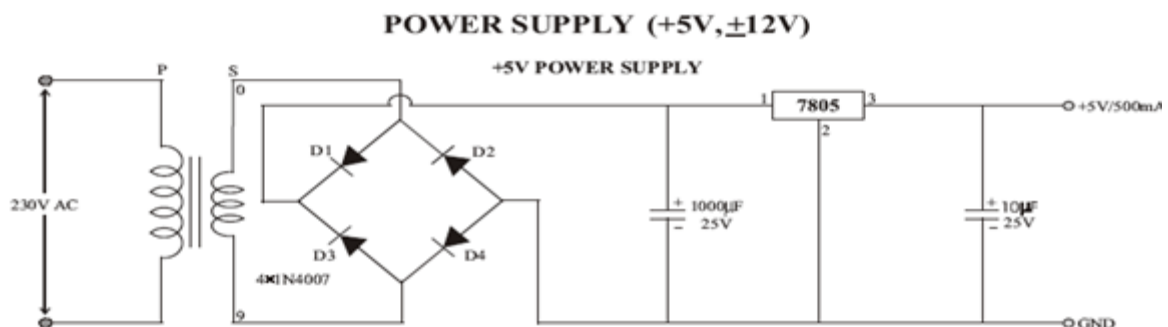 POWER SUPPLY (+5V, ±12V)
+5V POWER SUPPLY
P
S
0
1
7805
3
+5V/500mA
2
D1
D2
230V AC
+
1000µF
25V
−
+
10µF
25V
−
D3
D4
4×1N4007
9
GND